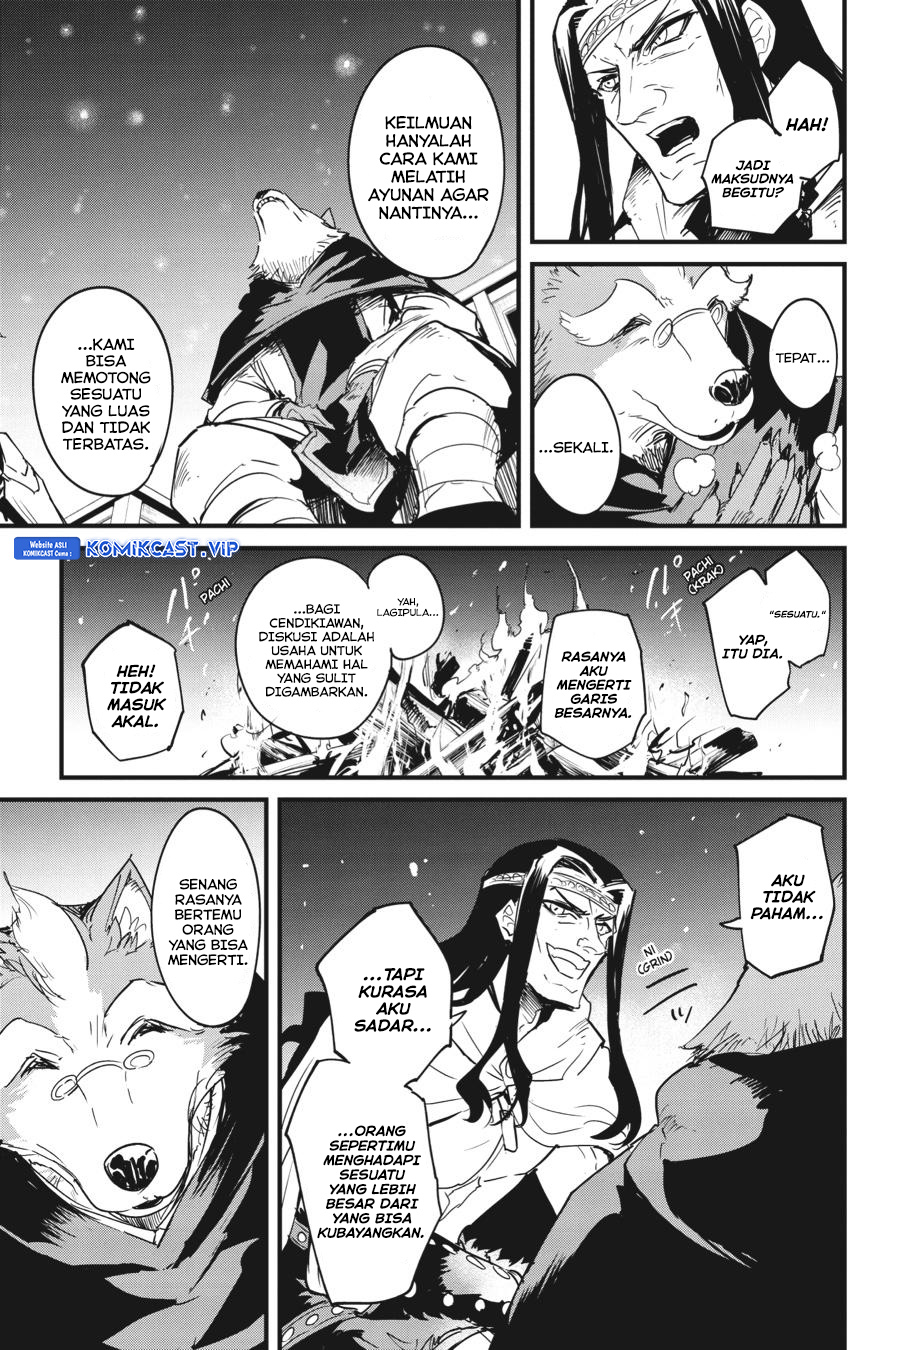 HAH!
JADI
MAKSUDNYA
BEGITU?
TEPAT...
...SEKALI.
KEILMUAN
HANYALAH
CARA KAMI
MELATIH
AYUNAN AGAR
NANTINYA...
...KAMI
BISA
MEMOTONG
SESUATU
YANG LUAS
DAN TIDAK
TERBATAS.
Website ASLI
KOMIKCAST Cuma :
KOMIKCAST.VIP
"SESUATU."
YAP,
ITU DIA.
PACHI
(KRAK)
RASANYA
AKU
MENGERTI
GARIS
BESARNYA.
YAH,
LAGIPULA...
...BAGI
CENDIKIAWAN,
DISKUSI ADALAH
USAHA UNTUK
MEMAHAMI HAL
YANG SULIT
DIGAMBARKAN.
PACHI
HEH!
TIDAK
MASUK
AKAL.
AKU
TIDAK
PAHAM...
NI
(GRIN)
...TAPI
KURASA
AKU
SADAR...
...ORANG
SEPERTIMU
MENGHADAPI
SESUATU
YANG LEBIH
BESAR DARI
YANG BISA
KUBAYANGKAN.
SENANG
RASANYA
BERTEMU
ORANG
YANG BISA
MENGERTI.